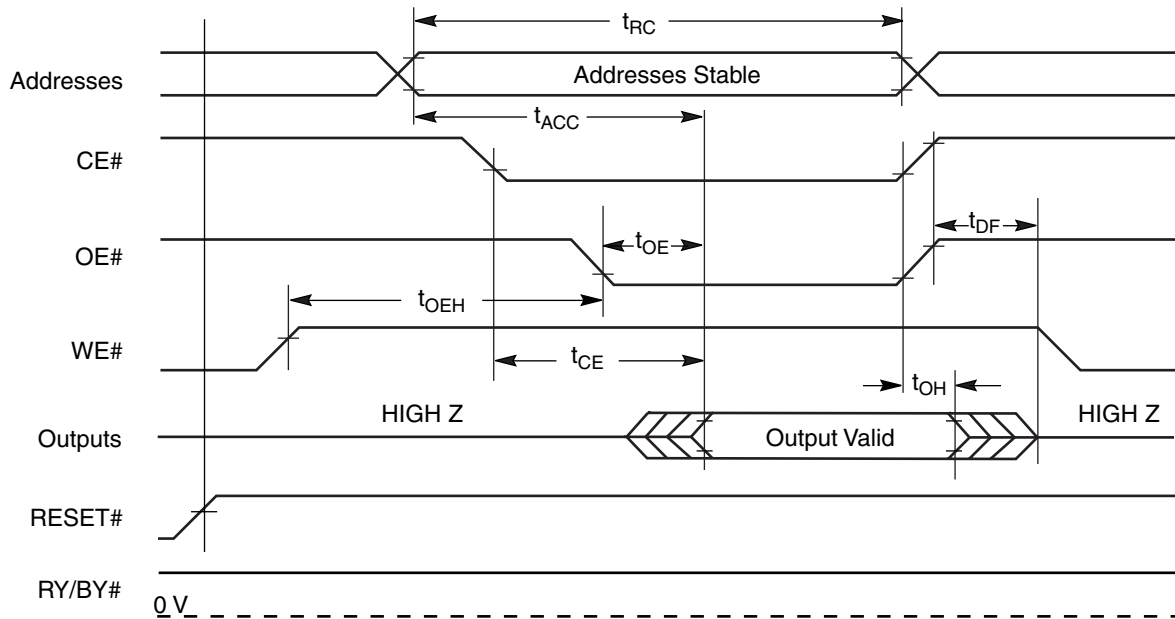 tRC
Addresses
Addresses Stable
tACC
CE#
tDF
OE#
tOE
tOEH
WE#
tCE
tOH
HIGH Z
HIGH Z
Outputs
Output Valid
RESET#
RY/BY#
0 V